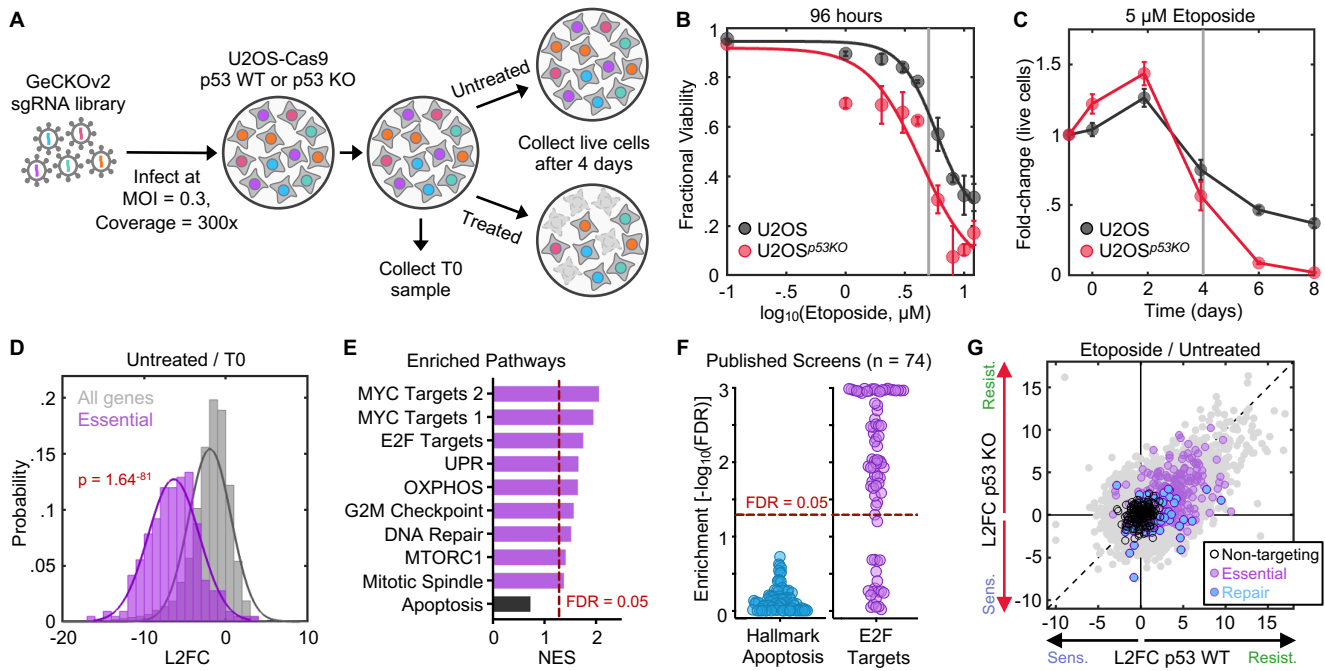 A
GeCKOv2
sgRNA library
Infect at
MOI = 0.3,
Coverage = 300x
U2OS-Cas9
p53 WT or p53 KO
Untreated
Treated
Collect T0
sample
Collect live cells
after 4 days
B
96 hours
Fractional Viability
1
.8
.6
.4
.2
0
U2OS
U2OSp53KO
-1
0
.5
1
log10(Etoposide, µM)
C
5 µM Etoposide
Fold-change (live cells)
1.5
1
0.5
0
U2OS
U2OSp53KO
0
2
4
6
8
Time (days)
D
Untreated / T0
All genes
Essential
p = 1.64-81
Probability
.2
.15
.1
.05
0
-20
-10
0
10
L2FC
E
Enriched Pathways
MYC Targets 2
MYC Targets 1
E2F Targets
UPR
OXPHOS
G2M Checkpoint
DNA Repair
MTORC1
Mitotic Spindle
Apoptosis
FDR = 0.05
0
1
2
NES
F
Published Screens (n = 74)
Enrichment [-log10(FDR)]
3
2
1
0
FDR = 0.05
Hallmark
Apoptosis
E2F
Targets
G
Etoposide / Untreated
Resist.
L2FC p53 KO
Sens.
15
10
5
0
-5
-10
Non-targeting
Essential
Repair
-10
-5
0
5
10
15
Sens.
L2FC p53 WT
Resist.